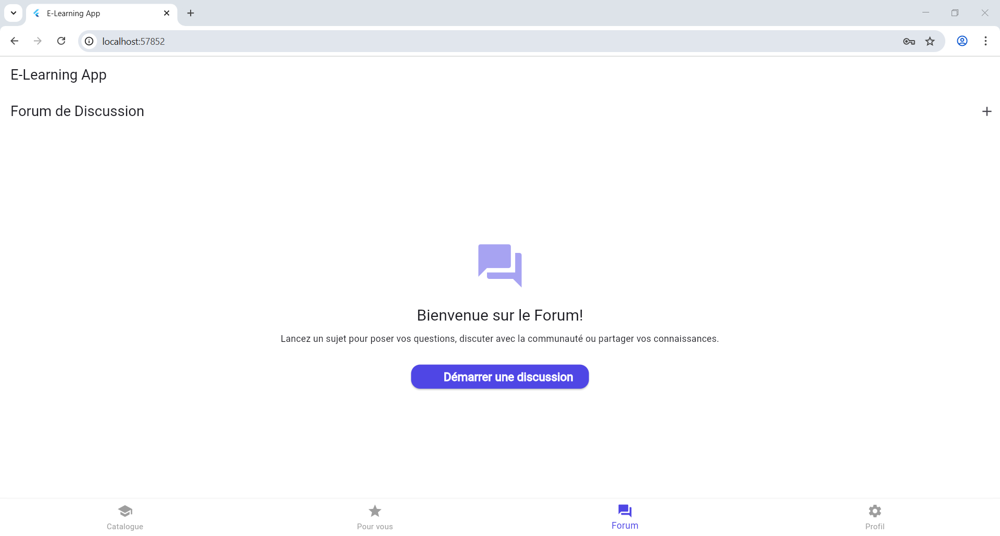 E-Learning App
localhost:57852
E-Learning App
Forum de Discussion
Bienvenue sur le Forum!
Lancez un sujet pour poser vos questions, discuter avec la communauté ou partager vos connaissances.
Démarrer une discussion
Catalogue
Pour vous
Forum
Profil